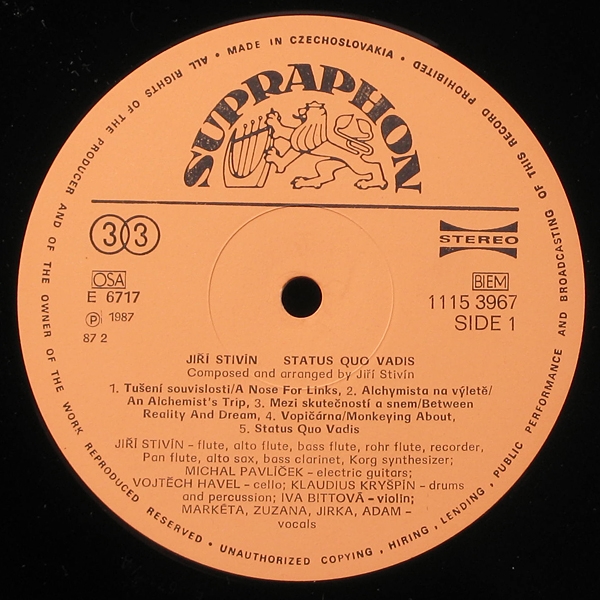 ALL RIGHTS OF THE PRODUCER AND OF THE OWNER OF THE WORK REPRODUCED RESERVED • UNAUTHORIZED COPYING, HIRING, LENDING, PUBLIC PERFORMANCE AND BROADCASTING OF THIS RECORD PROHIBITED • MADE IN CZECHOSLOVAKIA •
SUPRAPHON
33
STEREO
OSA
BIEM
E 6717
1115 3967
Ⓟ 1987
SIDE 1
87 2
JIŘÍ STIVÍN STATUS QUO VADIS
Composed and arranged by Jiří Stivín
1. Tušení souvislostí/A Nose For Links, 2. Alchymista na výletě/
An Alchemist's Trip, 3. Mezi skutečností a snem/Between
Reality And Dream, 4. Vopičárna/Monkeying About,
5. Status Quo Vadis
JIŘÍ STIVÍN – flute, alto flute, bass flute, rohr flute, recorder,
Pan flute, alto sax, bass clarinet, Korg synthesizer;
MICHAL PAVLÍČEK – electric guitars;
VOJTĚCH HAVEL – cello; KLAUDIUS KRYŠPÍN – drums
and percussion; IVA BITTOVÁ – violin;
MARKÉTA, ZUZANA, JIRKA, ADAM –
vocals